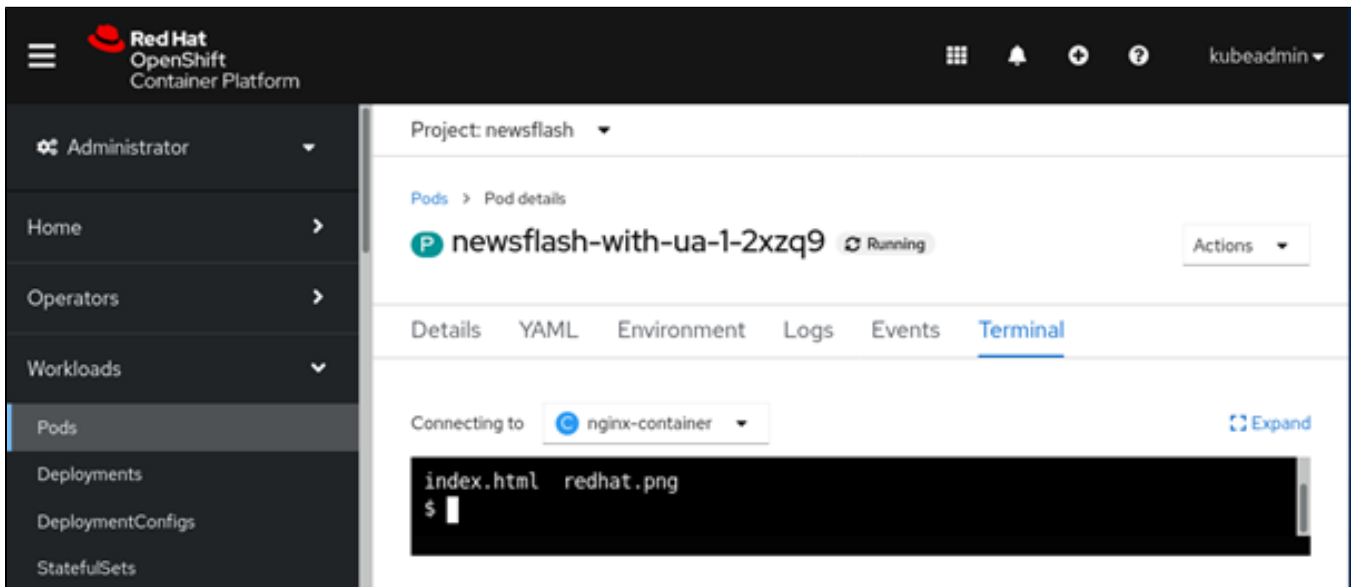 Red Hat
OpenShift
Container Platform
kubeadmin
Administrator
Home
Operators
Workloads
Pods
Deployments
DeploymentConfigs
StatefulSets
Project: newsflash
Pods > Pod details
P newsflash-with-ua-1-2xzq9 Running
Actions
Details YAML Environment Logs Events Terminal
Connecting to C nginx-container
Expand
index.html redhat.png
$